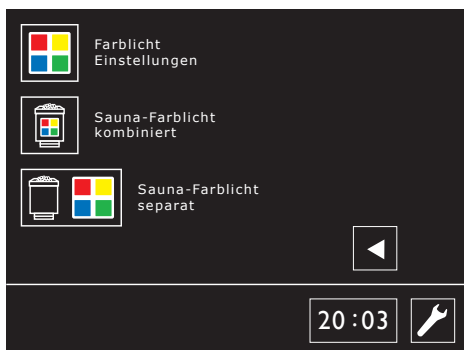 Farblicht
Einstellungen
Sauna-Farblicht
kombiniert
Sauna-Farblicht
separat
20:03